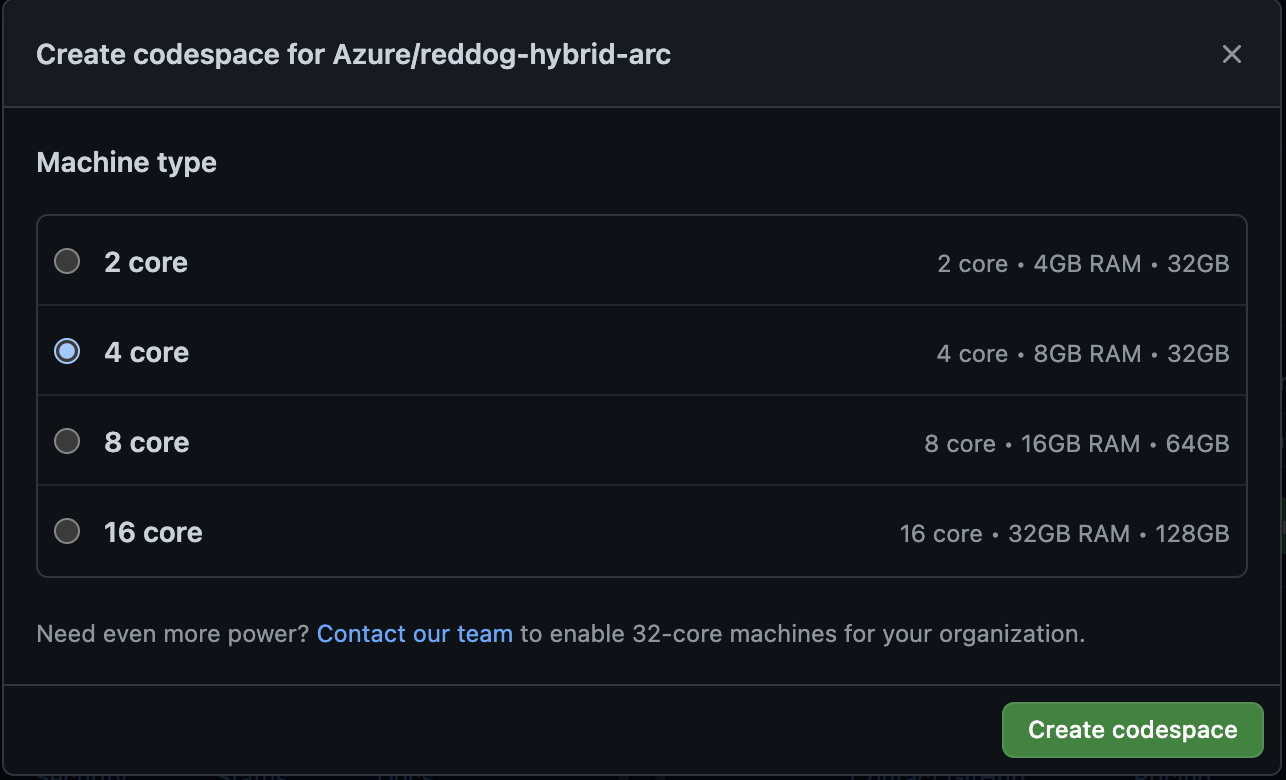 Create codespace for Azure/reddog-hybrid-arc
Machine type
2 core 2 core • 4GB RAM • 32GB
4 core 4 core • 8GB RAM • 32GB
8 core 8 core • 16GB RAM • 64GB
16 core 16 core • 32GB RAM • 128GB
Need even more power? Contact our team to enable 32-core machines for your organization.
Create codespace